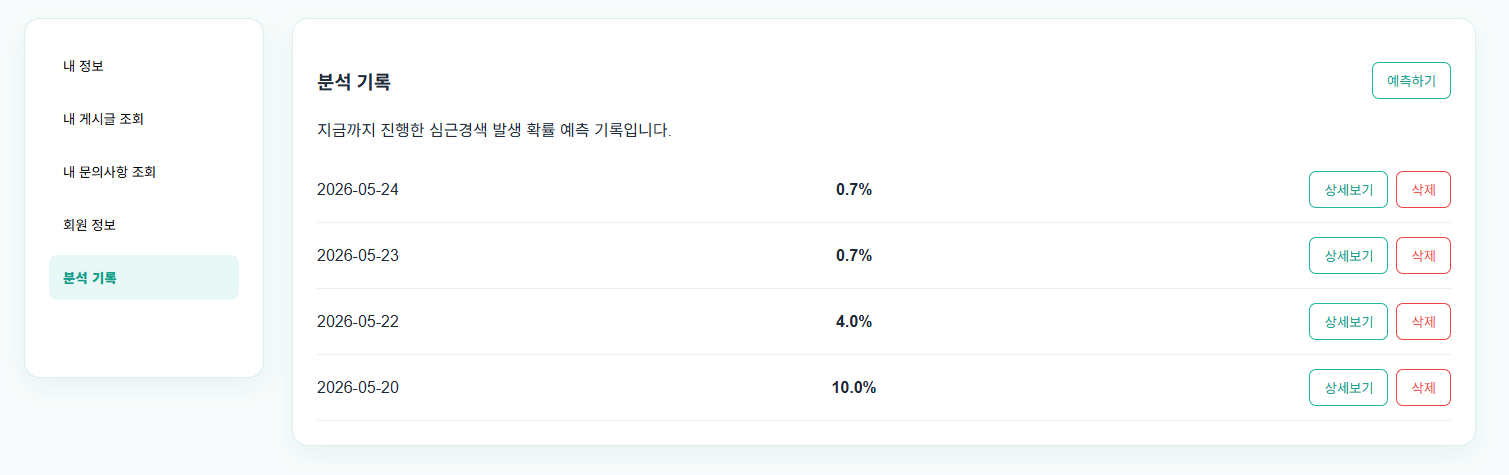 내 정보
내 게시글 조회
내 문의사항 조회
회원 정보
분석 기록
분석 기록 예측하기
지금까지 진행한 심근경색 발생 확률 예측 기록입니다.
2026-05-24 0.7% 상세보기 삭제
2026-05-23 0.7% 상세보기 삭제
2026-05-22 4.0% 상세보기 삭제
2026-05-20 10.0% 상세보기 삭제